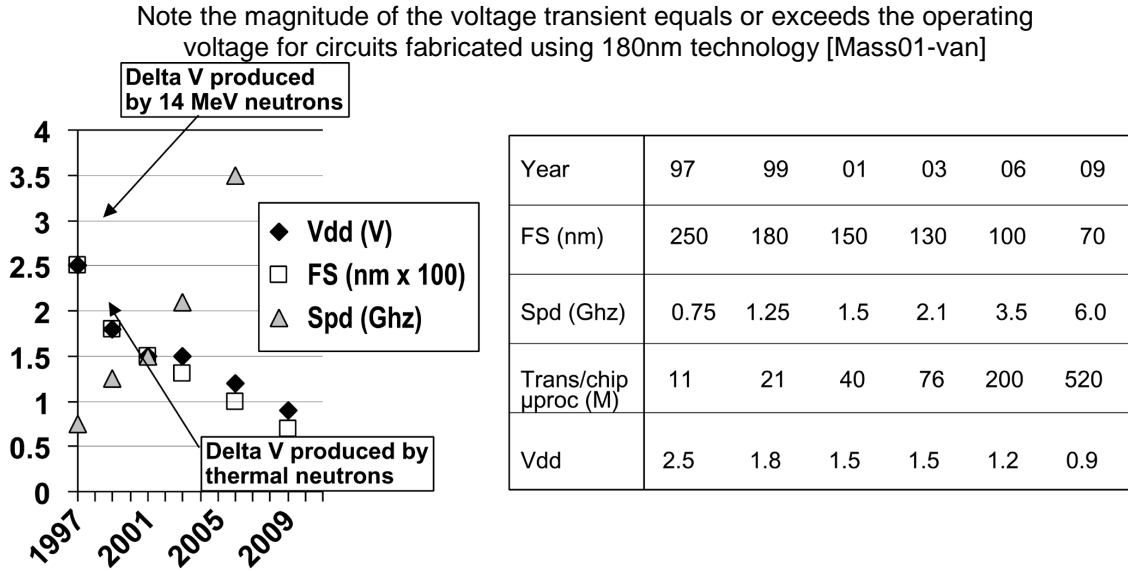 Note the magnitude of the voltage transient equals or exceeds the operating
voltage for circuits fabricated using 180nm technology [Mass01-van]
Delta V produced
by 14 MeV neutrons
4
3.5
3
2.5
2
1.5
1
0.5
0
1997
2001
2005
2009
Vdd (V)
FS (nm x 100)
Spd (Ghz)
Delta V produced by
thermal neutrons
Year 97 99 01 03 06 09
FS (nm) 250 180 150 130 100 70
Spd (Ghz) 0.75 1.25 1.5 2.1 3.5 6.0
Trans/chip 11 21 40 76 200 520
µproc (M)
Vdd 2.5 1.8 1.5 1.5 1.2 0.9